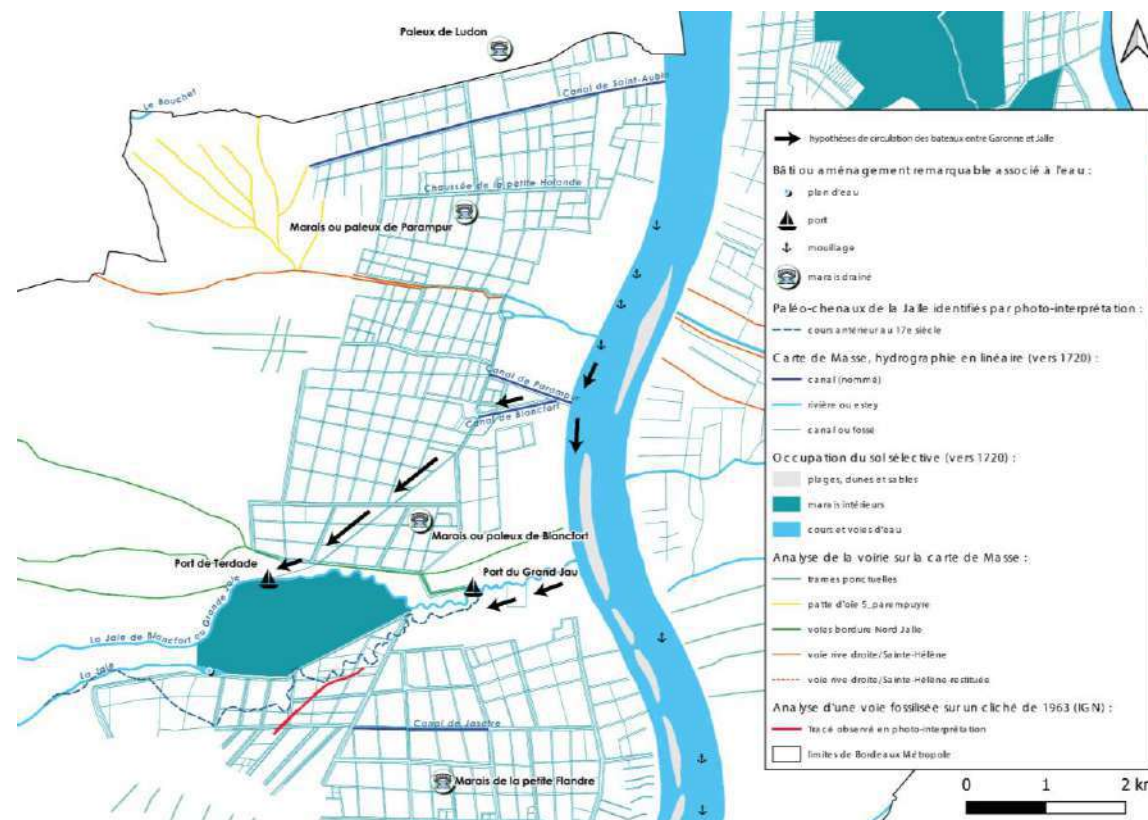 Paleux de Ludon
Le Bouchet
Canal de Saint-Aubin
Chaussée de la petite Holande
Marais ou paleux de Parampur
Canal de Parampur
Canal de Blancfort
Marais ou paleux de Blancfort
Port de Terdade
Port du Grand Jau
La Jale de Blancfort ou Grande Jale
La Jale
Canal de Josefre
Marais de la petite Flandre
hypothèses de circulation des bateaux entre Garonne et Jalle
Bâti ou aménagement remarquable associé à l'eau :
plan d'eau
port
mouillage
marais drainé
Paléo-chenaux de la Jalle identifiés par photo-interprétation :
cours antérieur au 17e siècle
Carte de Masse, hydrographie en linéaire (vers 1720) :
canal (nommé)
rivière ou estey
canal ou fossé
Occupation du sol sélective (vers 1720) :
plages, dunes et sables
marais intérieurs
cours et voies d'eau
Analyse de la voirie sur la carte de Masse :
trames ponctuelles
patte d'oie 5_parempuyre
voies bordure Nord Jalle
voie rive droite/Sainte-Hélène
voie rive droite/Sainte-Hélène restituée
Analyse d'une voie fossilisée sur un cliché de 1963 (IGN) :
Tracé observé en photo-interprétation
limites de Bordeaux Métropole
0 1 2 km